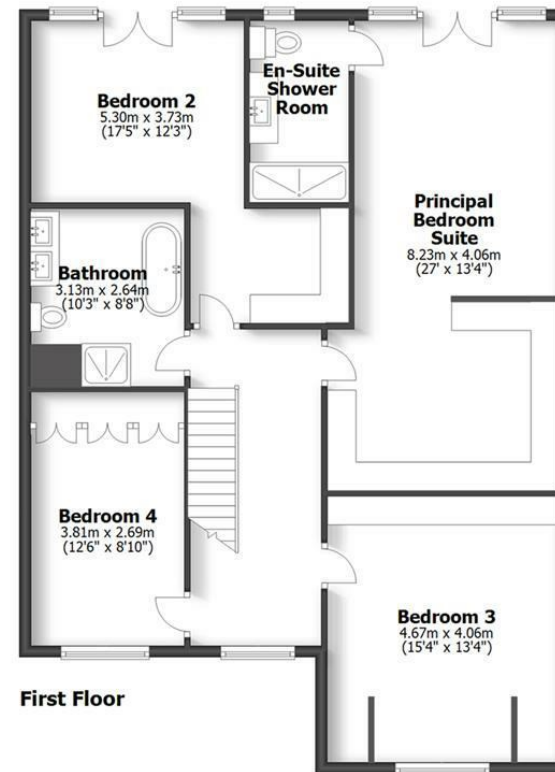 Bedroom 2
5.30m x 3.73m
(17'5" x 12'3")
En-Suite
Shower
Room
Principal
Bedroom
Suite
8.23m x 4.06m
(27' x 13'4")
Bathroom
3.13m x 2.64m
(10'3" x 8'8")
Bedroom 4
3.81m x 2.69m
(12'6" x 8'10")
Bedroom 3
4.67m x 4.06m
(15'4" x 13'4")
First Floor